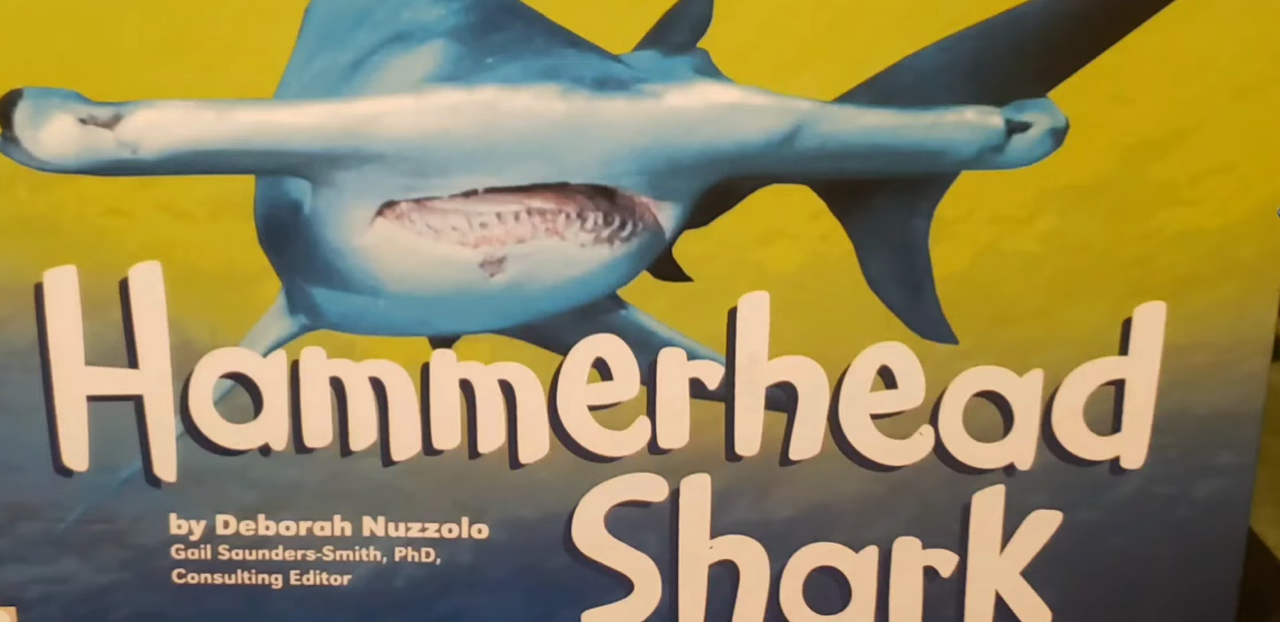 Hammerhead
Shark
by Deborah Nuzzolo
Gail Saunders-Smith, PhD,
Consulting Editor